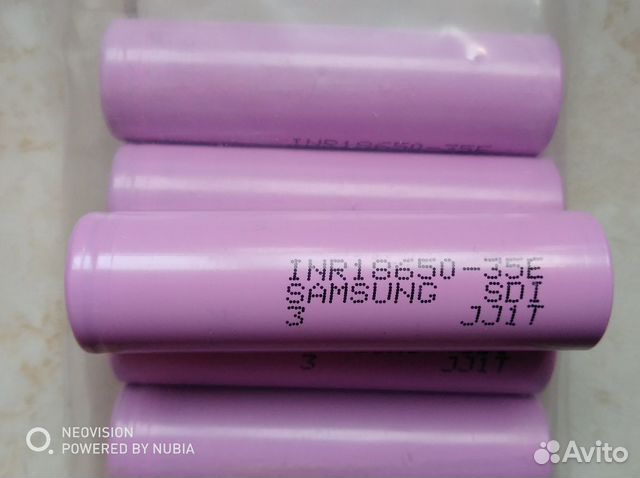 INR18650-35E
INR18650-35E
SAMSUNG SDI
3 JJ1T
3 JJ1T
NEOVISION
POWERED BY NUBIA
Avito